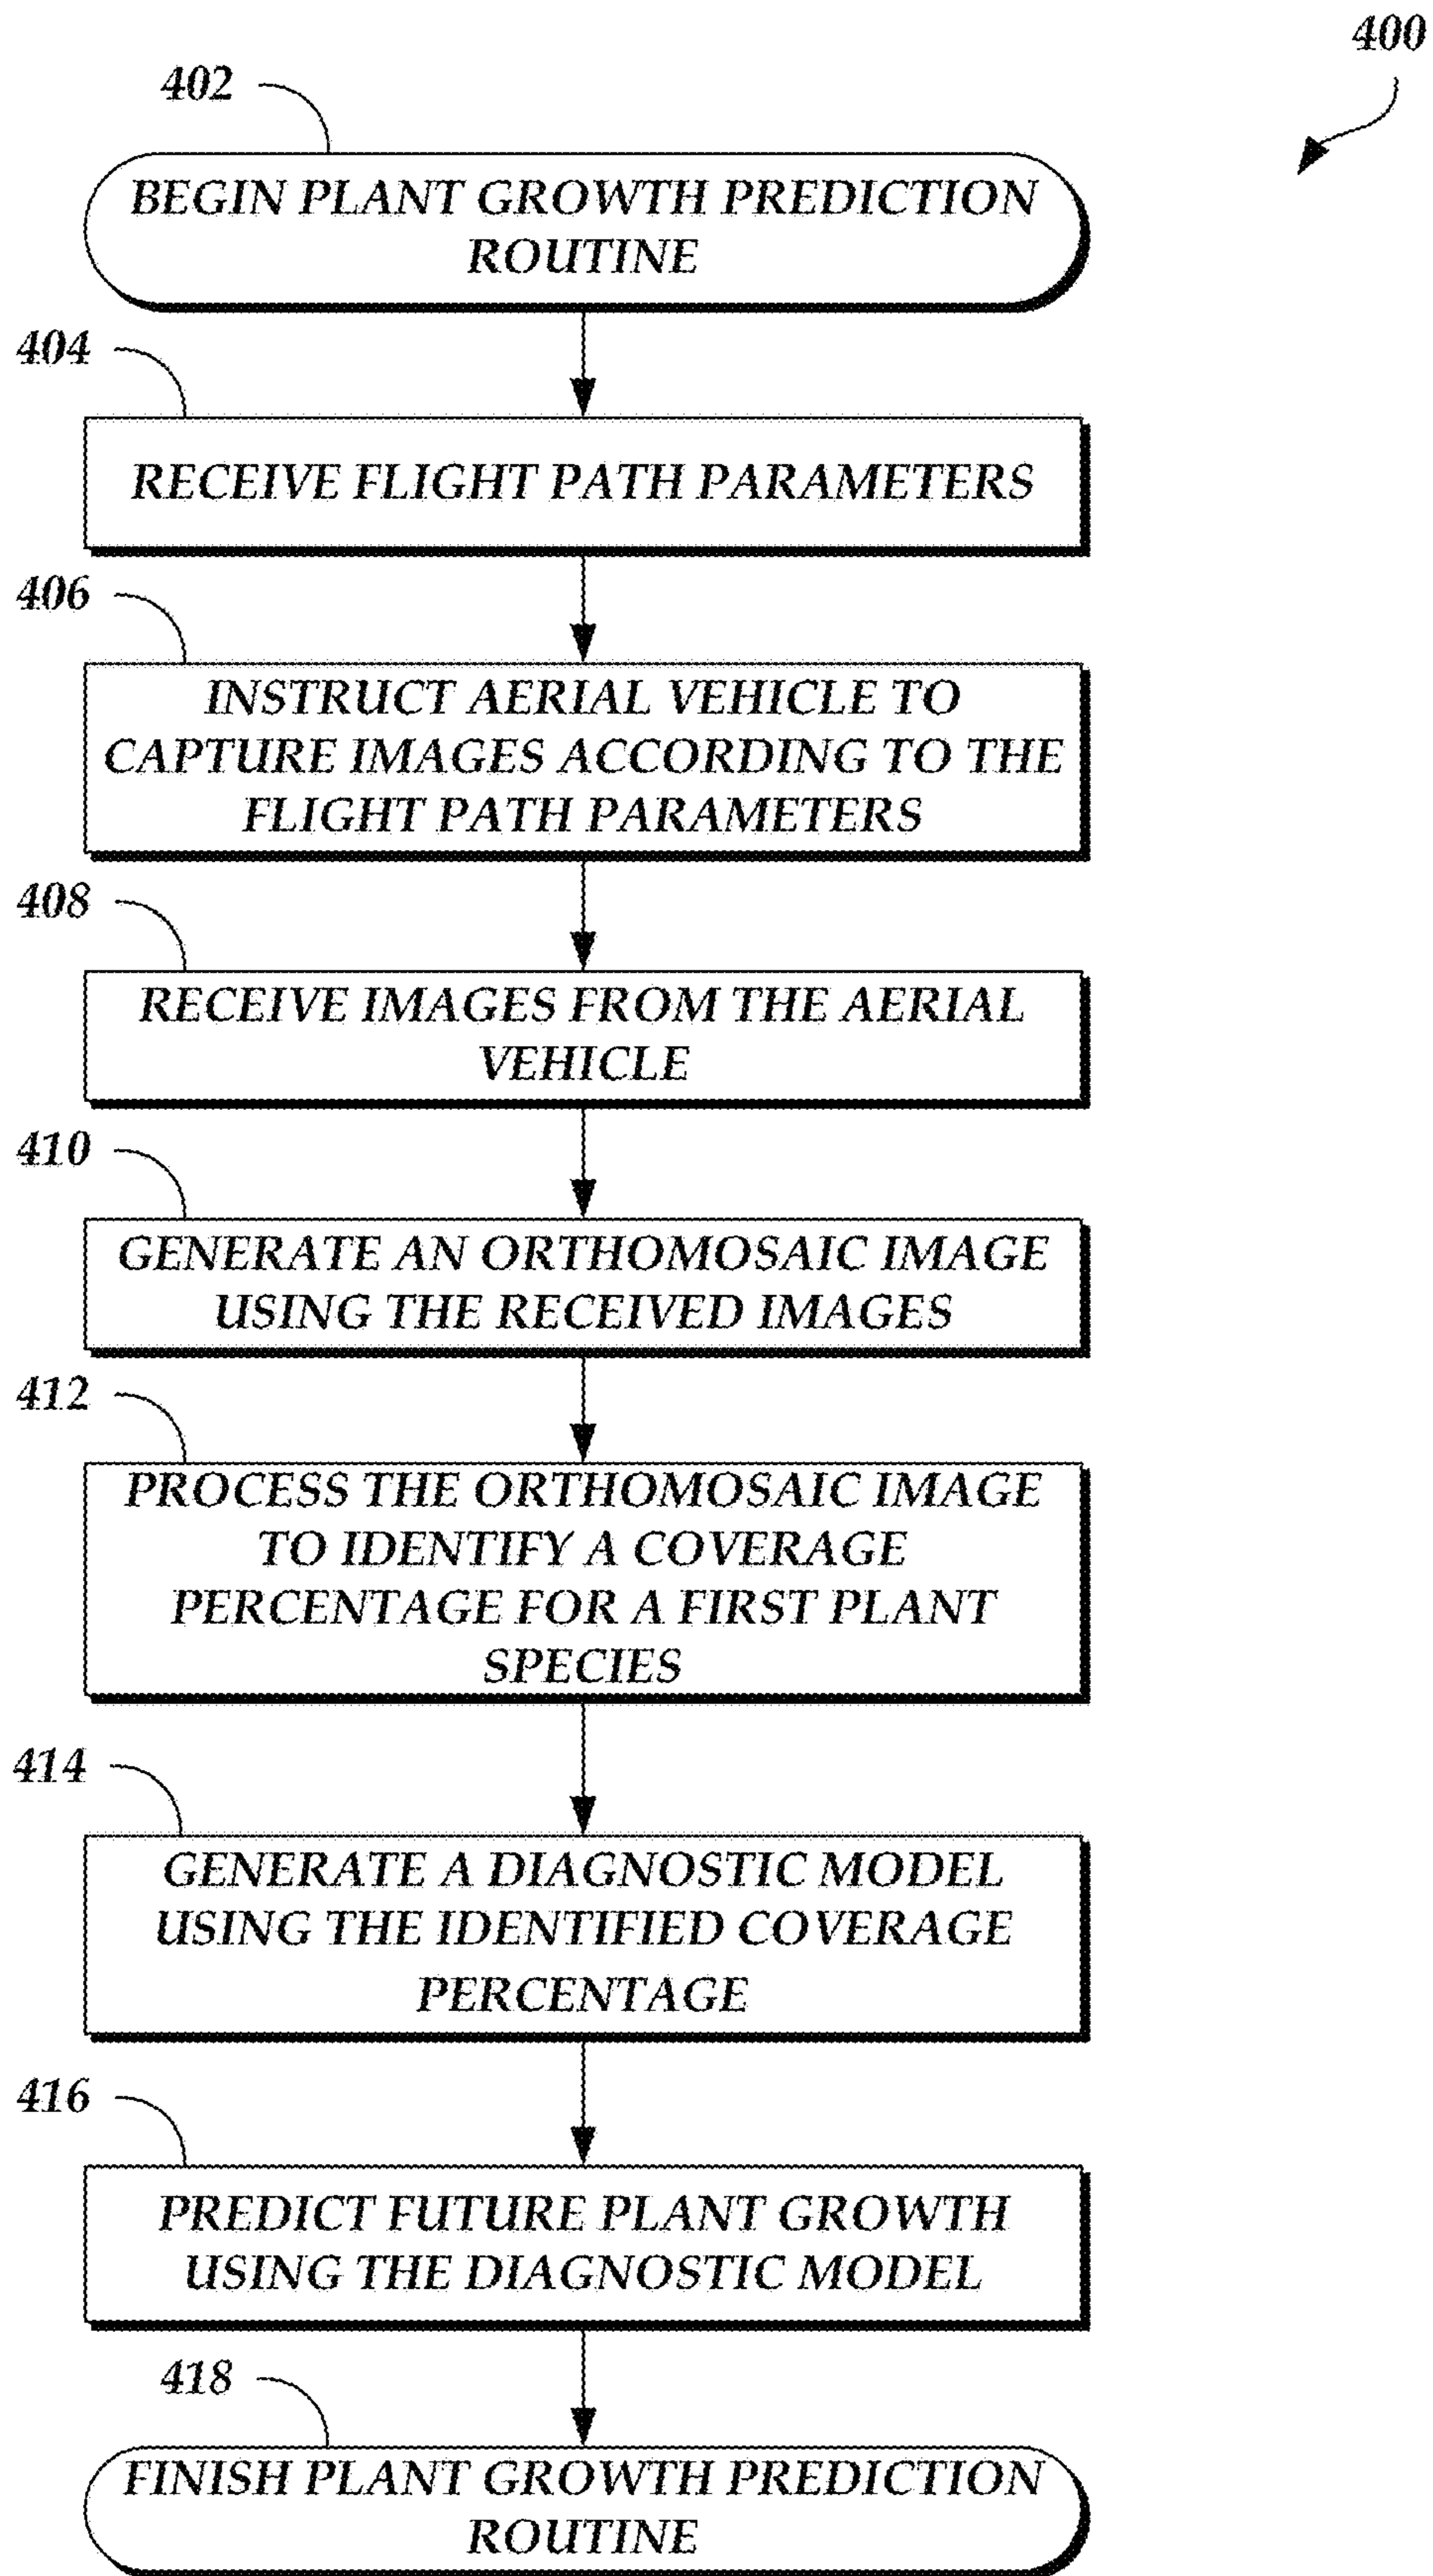 400
402
BEGIN PLANT GROWTH PREDICTION
ROUTINE
404
RECEIVE FLIGHT PATH PARAMETERS
406
INSTRUCT AERIAL VEHICLE TO
CAPTURE IMAGES ACCORDING TO THE
FLIGHT PATH PARAMETERS
408
RECEIVE IMAGES FROM THE AERIAL
VEHICLE
410
GENERATE AN ORTHOMOSAIC IMAGE
USING THE RECEIVED IMAGES
412
PROCESS THE ORTHOMOSAIC IMAGE
TO IDENTIFY A COVERAGE
PERCENTAGE FOR A FIRST PLANT
SPECIES
414
GENERATE A DIAGNOSTIC MODEL
USING THE IDENTIFIED COVERAGE
PERCENTAGE
416
PREDICT FUTURE PLANT GROWTH
USING THE DIAGNOSTIC MODEL
418
FINISH PLANT GROWTH PREDICTION
ROUTINE